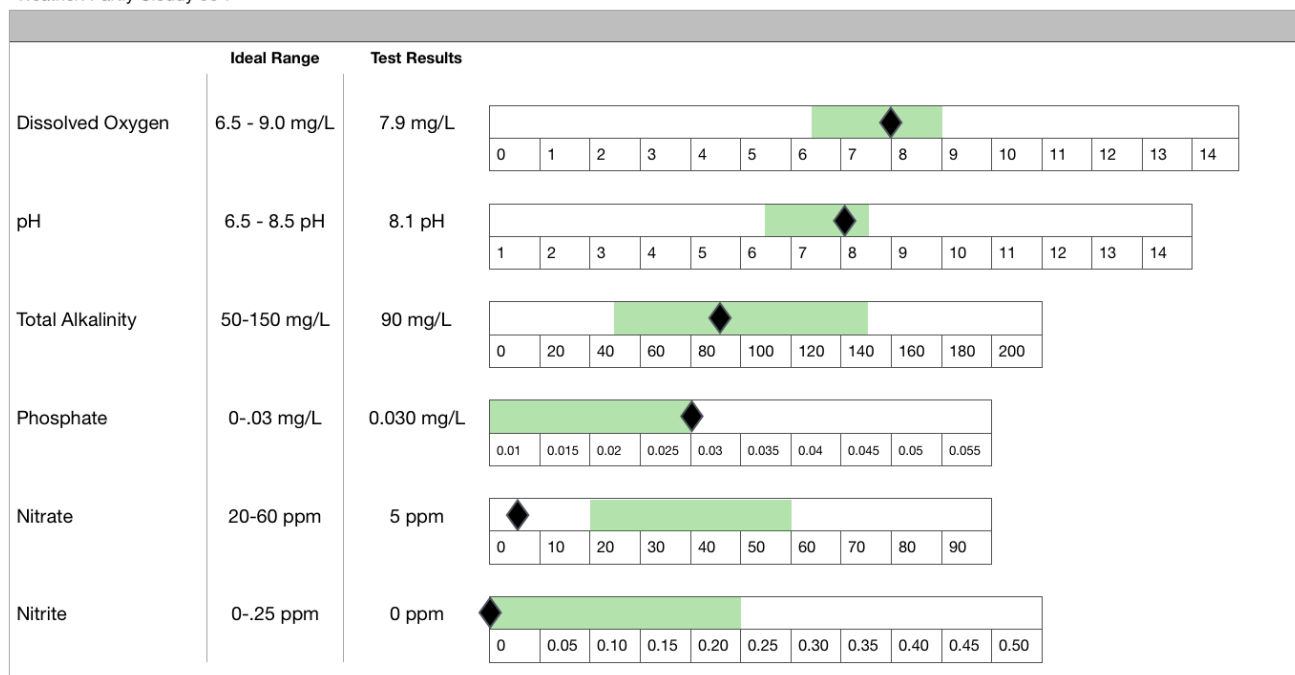 Ideal Range Test Results
Dissolved Oxygen 6.5 - 9.0 mg/L 7.9 mg/L
0 1 2 3 4 5 6 7 8 9 10 11 12 13 14
pH 6.5 - 8.5 pH 8.1 pH
1 2 3 4 5 6 7 8 9 10 11 12 13 14
Total Alkalinity 50-150 mg/L 90 mg/L
0 20 40 60 80 100 120 140 160 180 200
Phosphate 0-.03 mg/L 0.030 mg/L
0.01 0.015 0.02 0.025 0.03 0.035 0.04 0.045 0.05 0.055
Nitrate 20-60 ppm 5 ppm
0 10 20 30 40 50 60 70 80 90
Nitrite 0-.25 ppm 0 ppm
0 0.05 0.10 0.15 0.20 0.25 0.30 0.35 0.40 0.45 0.50